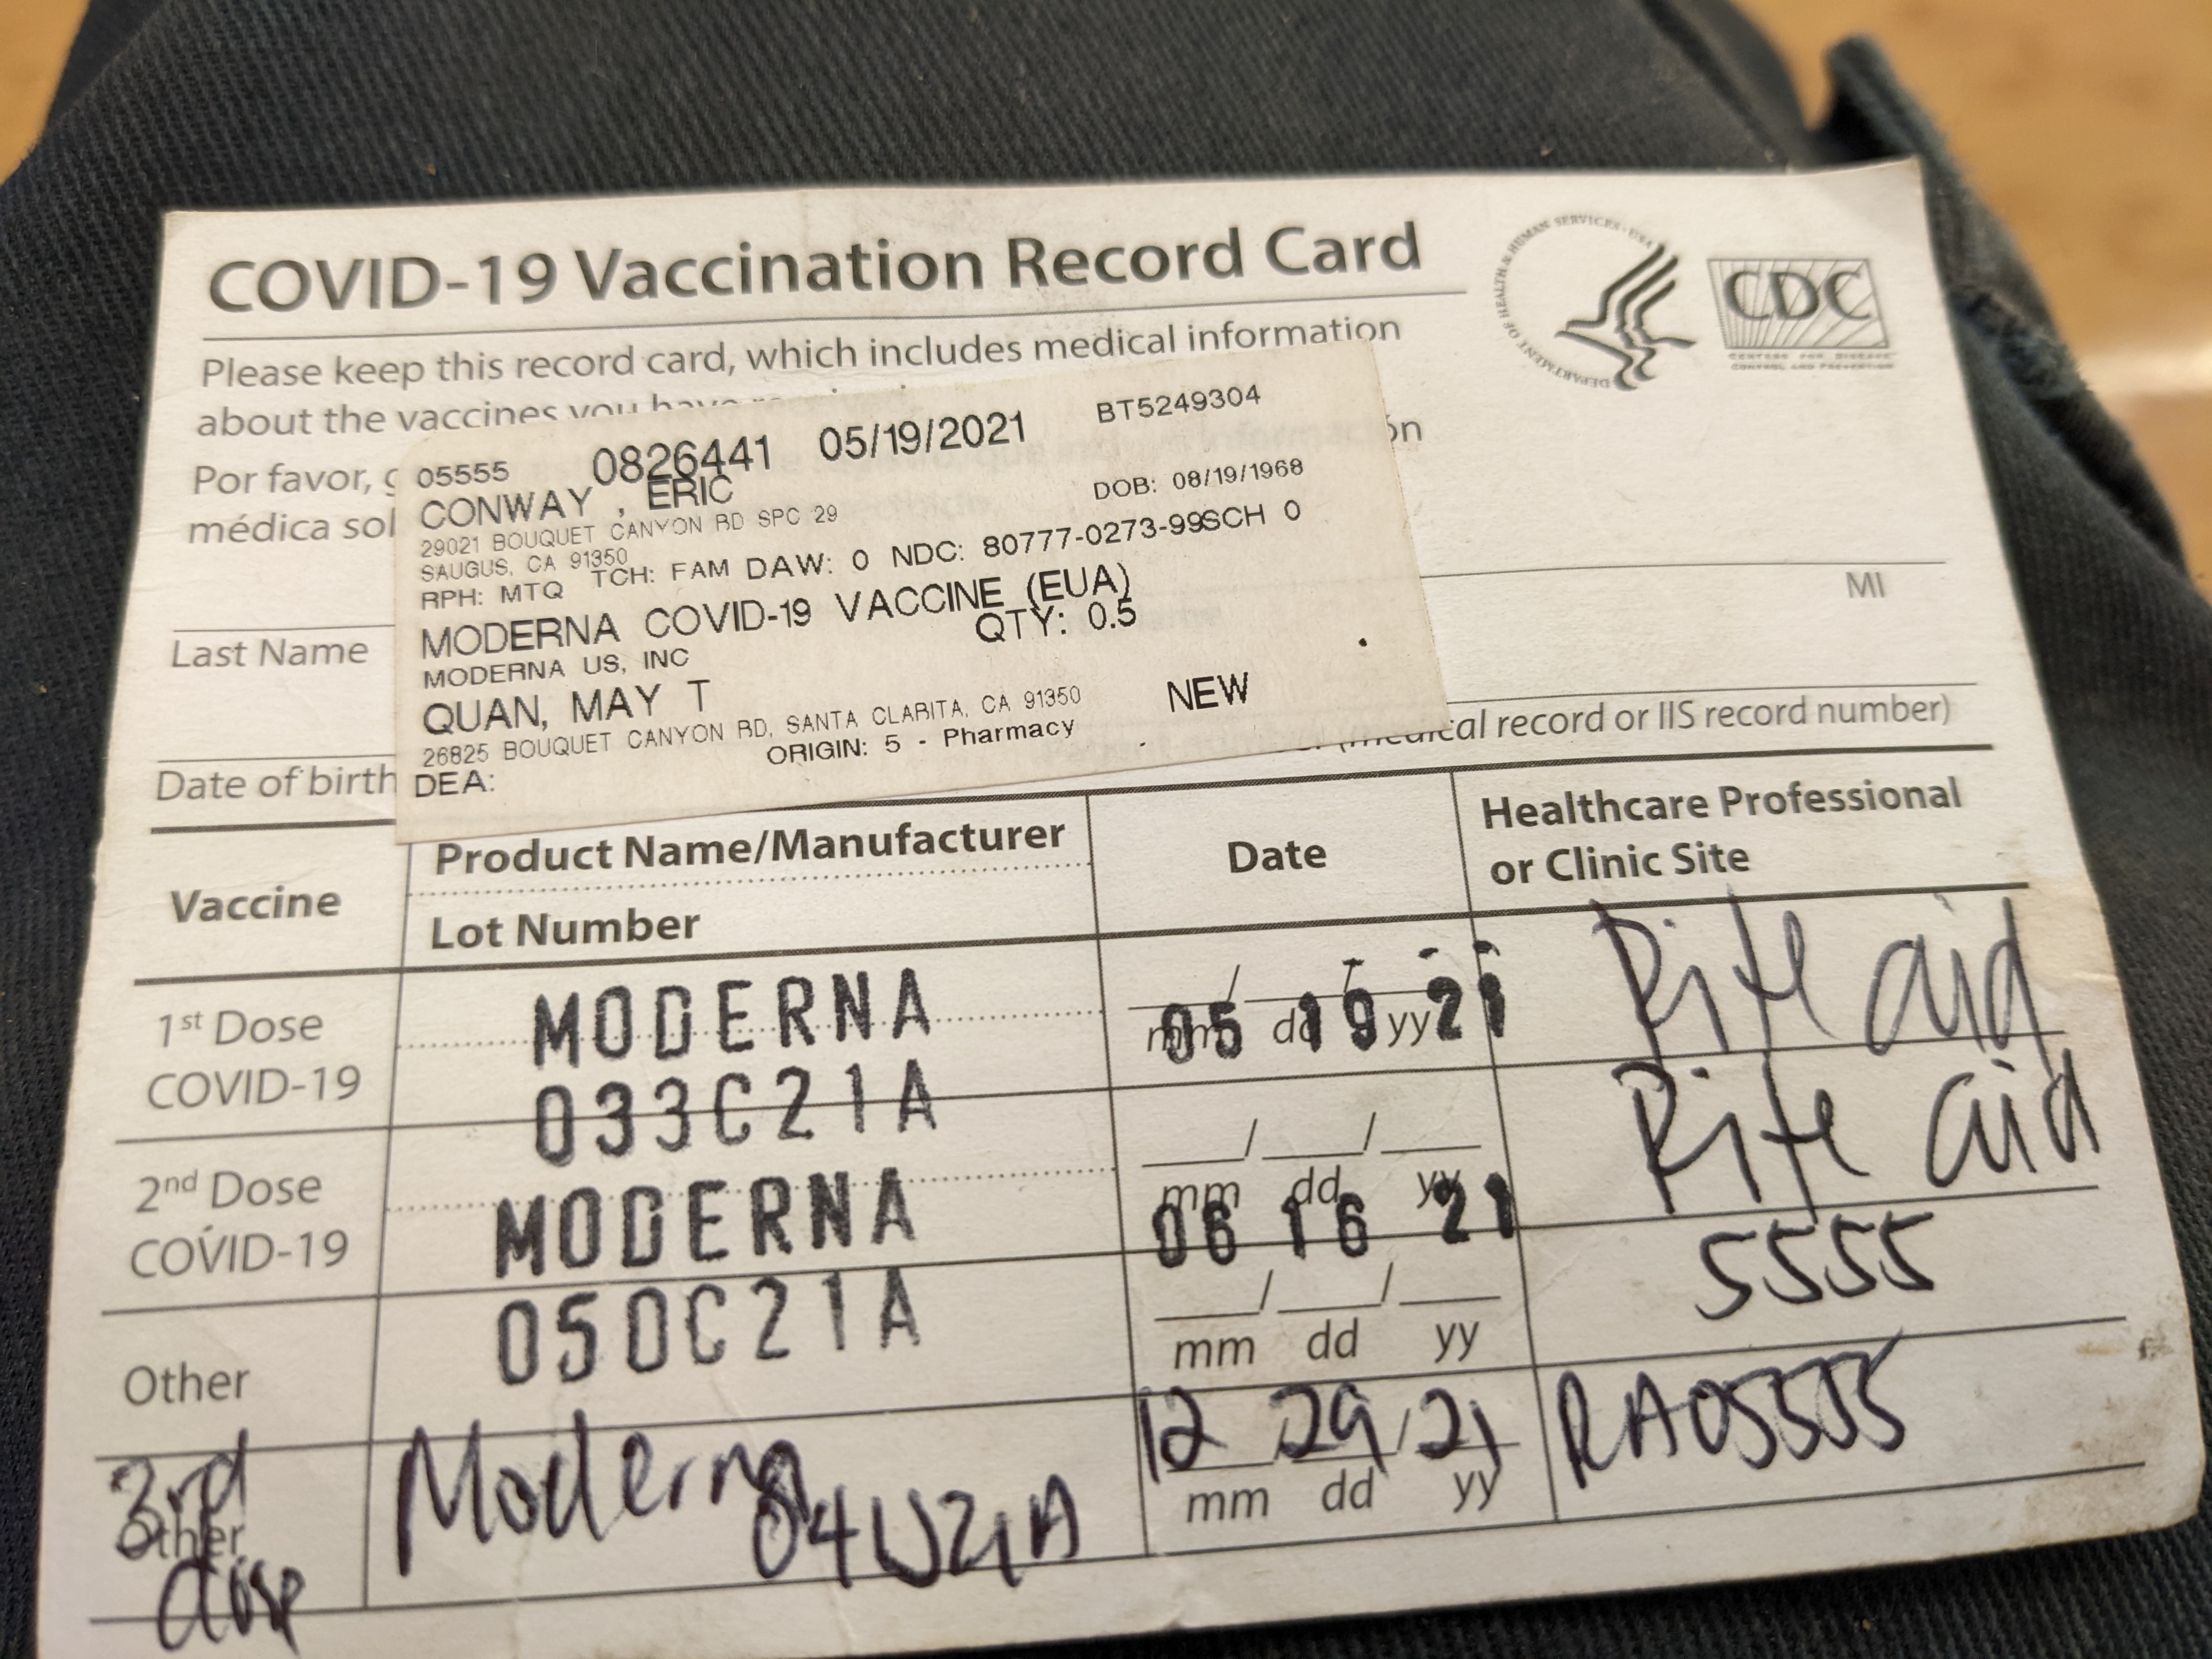 COVID-19 Vaccination Record Card
DEPARTMENT OF HEALTH & HUMAN SERVICES · USA
CDC
CENTERS FOR DISEASE
CONTROL AND PREVENTION
Please keep this record card, which includes medical information
about the vaccines you have
Por favor,
médica
05555 0826441 05/19/2021 BT5249304
CONWAY , ERIC DOB: 08/19/1968
29021 BOUQUET CANYON RD SPC 29
SAUGUS, CA 91350
RPH: MTQ TCH: FAM DAW: 0 NDC: 80777-0273-99SCH 0
MODERNA COVID-19 VACCINE (EUA)
QTY: 0.5
MODERNA US, INC
QUAN, MAY T NEW
26825 BOUQUET CANYON RD, SANTA CLARITA, CA 91350
ORIGIN: 5 - Pharmacy
DEA:
Last Name MI
Date of birth (medical record or IIS record number)
Vaccine Product Name/Manufacturer Date Healthcare Professional
Lot Number or Clinic Site
1st Dose MODERNA 05 19 21 Rite aid
mm dd yy
COVID-19 033C21A
2nd Dose MODERNA 06 16 21 Rite aid
mm dd yy
COVID-19 050C21A 5555
Other mm dd yy
3rd Moderna 12 29 21 RA05555
Other mm dd yy
dose